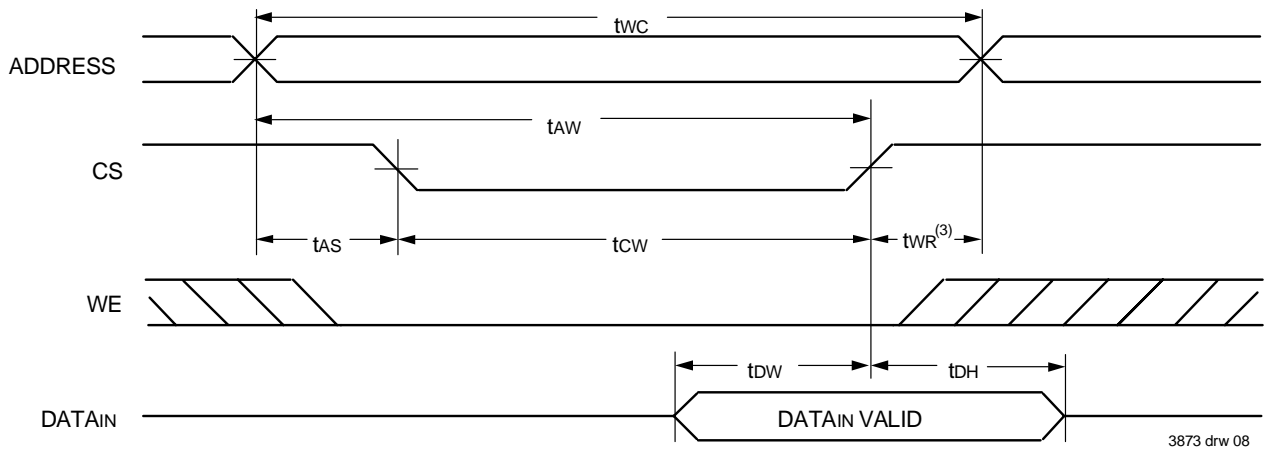 tWC
ADDRESS
tAW
CS
tAS
tCW
tWR(3)
WE
tDW
tDH
DATAIN
DATAIN VALID
3873 drw 08